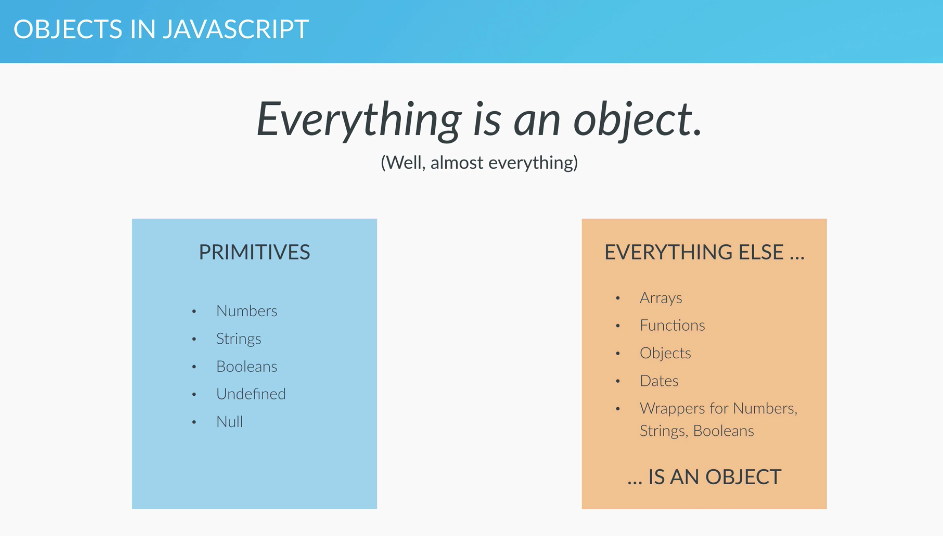 OBJECTS IN JAVASCRIPT
Everything is an object.
(Well, almost everything)
PRIMITIVES
• Numbers
• Strings
• Booleans
• Undefined
• Null
EVERYTHING ELSE ...
• Arrays
• Functions
• Objects
• Dates
• Wrappers for Numbers,
Strings, Booleans
... IS AN OBJECT